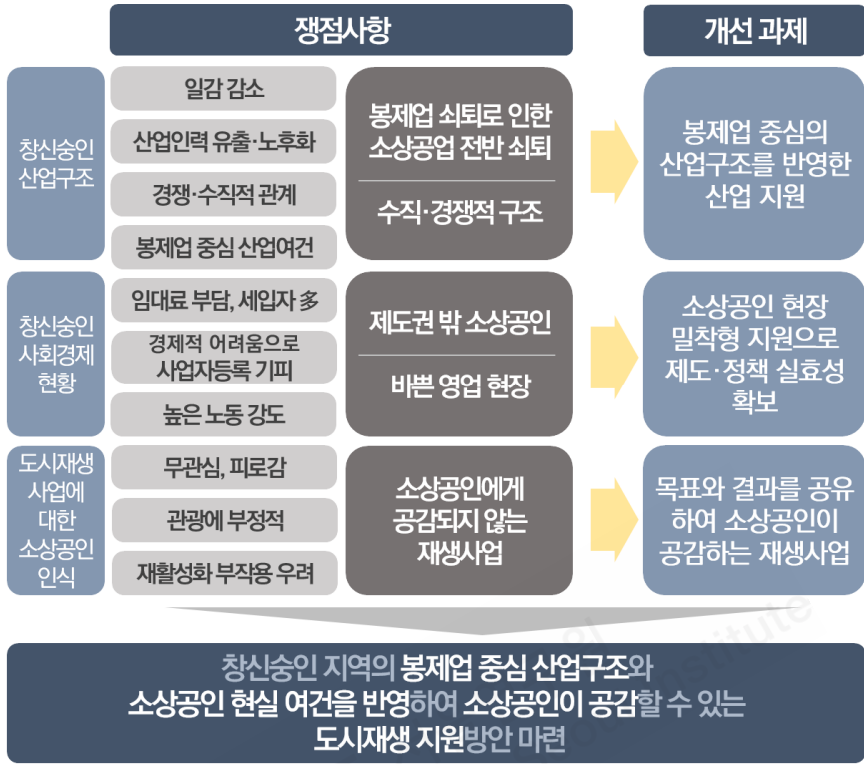 쟁점사항
개선 과제
창신숭인
산업구조
일감 감소
산업인력 유출·노후화
경쟁·수직적 관계
봉제업 중심 산업여건
봉제업 쇠퇴로 인한
소상공업 전반 쇠퇴
수직·경쟁적 구조
봉제업 중심의
산업구조를 반영한
산업 지원
창신숭인
사회경제
현황
임대료 부담, 세입자 多
경제적 어려움으로
사업자등록 기피
높은 노동 강도
제도권 밖 소상공인
바쁜 영업 현장
소상공인 현장
밀착형 지원으로
제도·정책 실효성
확보
도시재생
사업에
대한
소상공인
인식
무관심, 피로감
관광에 부정적
재활성화 부작용 우려
소상공인에게
공감되지 않는
재생사업
목표와 결과를 공유
하여 소상공인이
공감하는 재생사업
창신숭인 지역의 봉제업 중심 산업구조와
소상공인 현실 여건을 반영하여 소상공인이 공감할 수 있는
도시재생 지원방안 마련